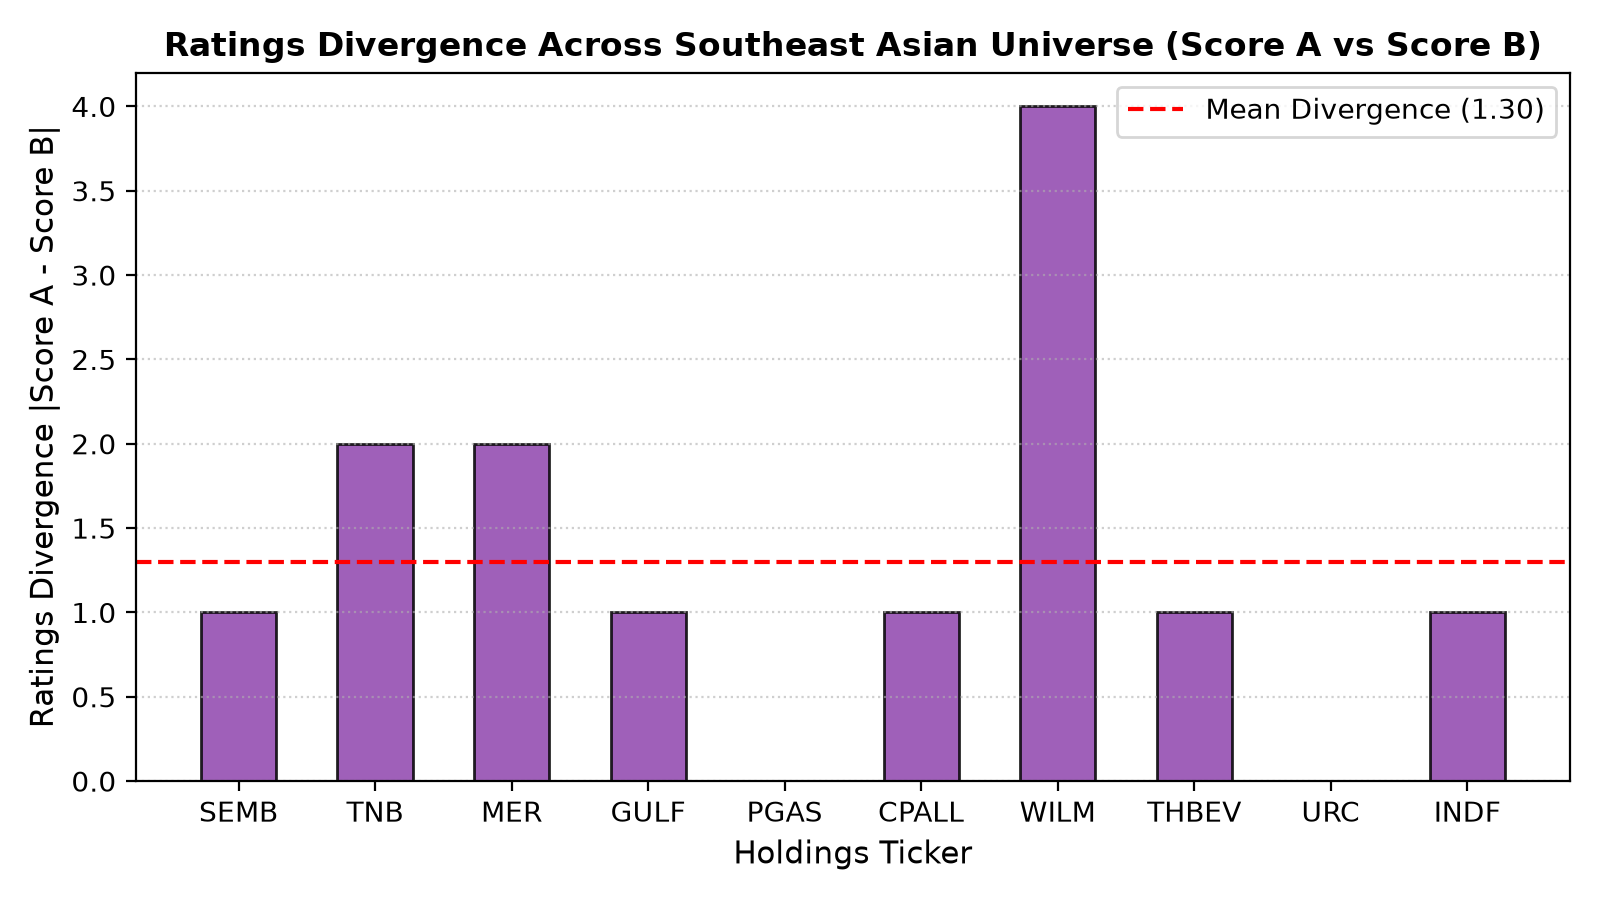 Ratings Divergence Across Southeast Asian Universe (Score A vs Score B)
Mean Divergence (1.30)
Ratings Divergence |Score A - Score B|
4.0
3.5
3.0
2.5
2.0
1.5
1.0
0.5
0.0
SEMB TNB MER GULF PGAS CPALL WILM THBEV URC INDF
Holdings Ticker